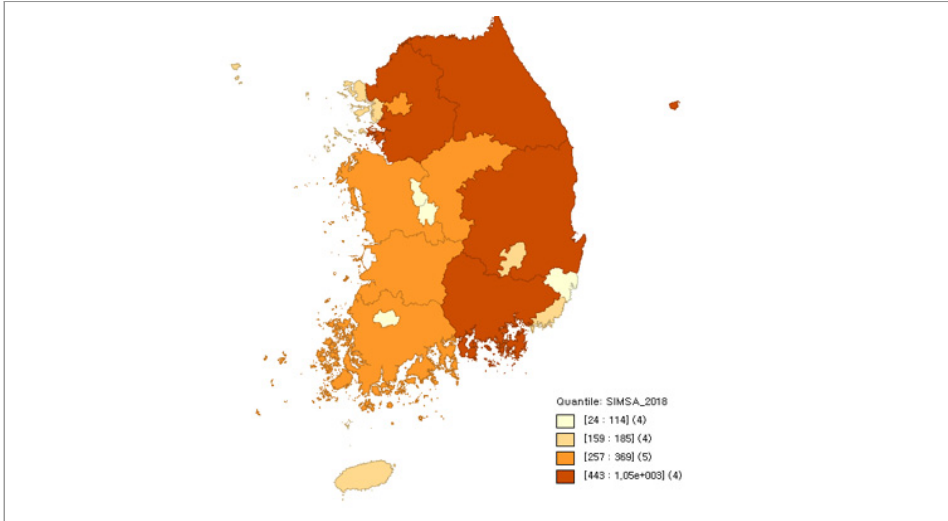 Quantile: SIMSA_2018
[24 : 114] (4)
[159 : 185] (4)
[257 : 369] (5)
[443 : 1,05e+003] (4)